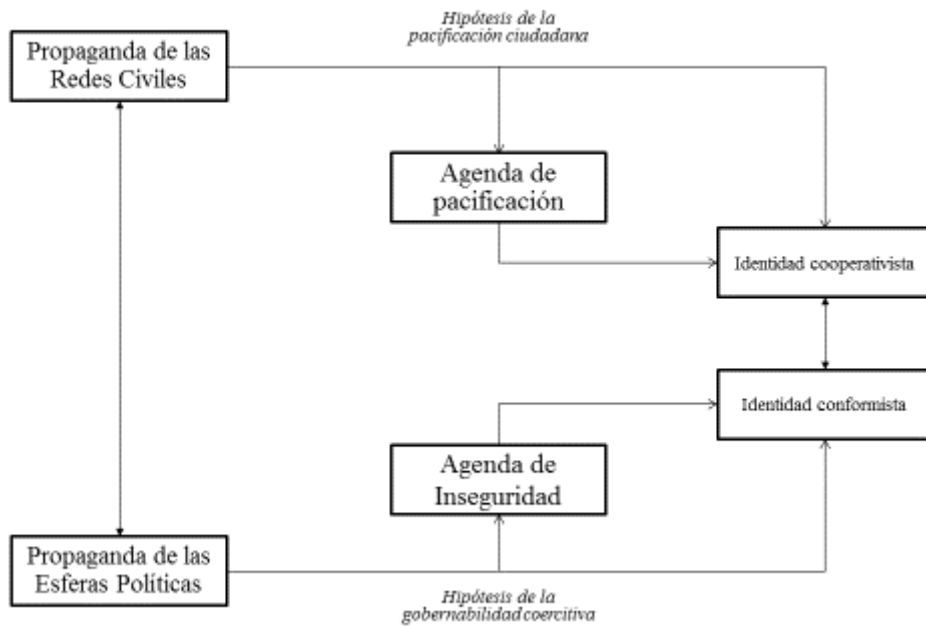 Hipótesis de la
pacificación ciudadana
Propaganda de las
Redes Civiles
Agenda de
pacificación
Identidad cooperativista
Identidad conformista
Agenda de
Inseguridad
Propaganda de las
Esferas Políticas
Hipótesis de la
gobernabilidad coercitiva